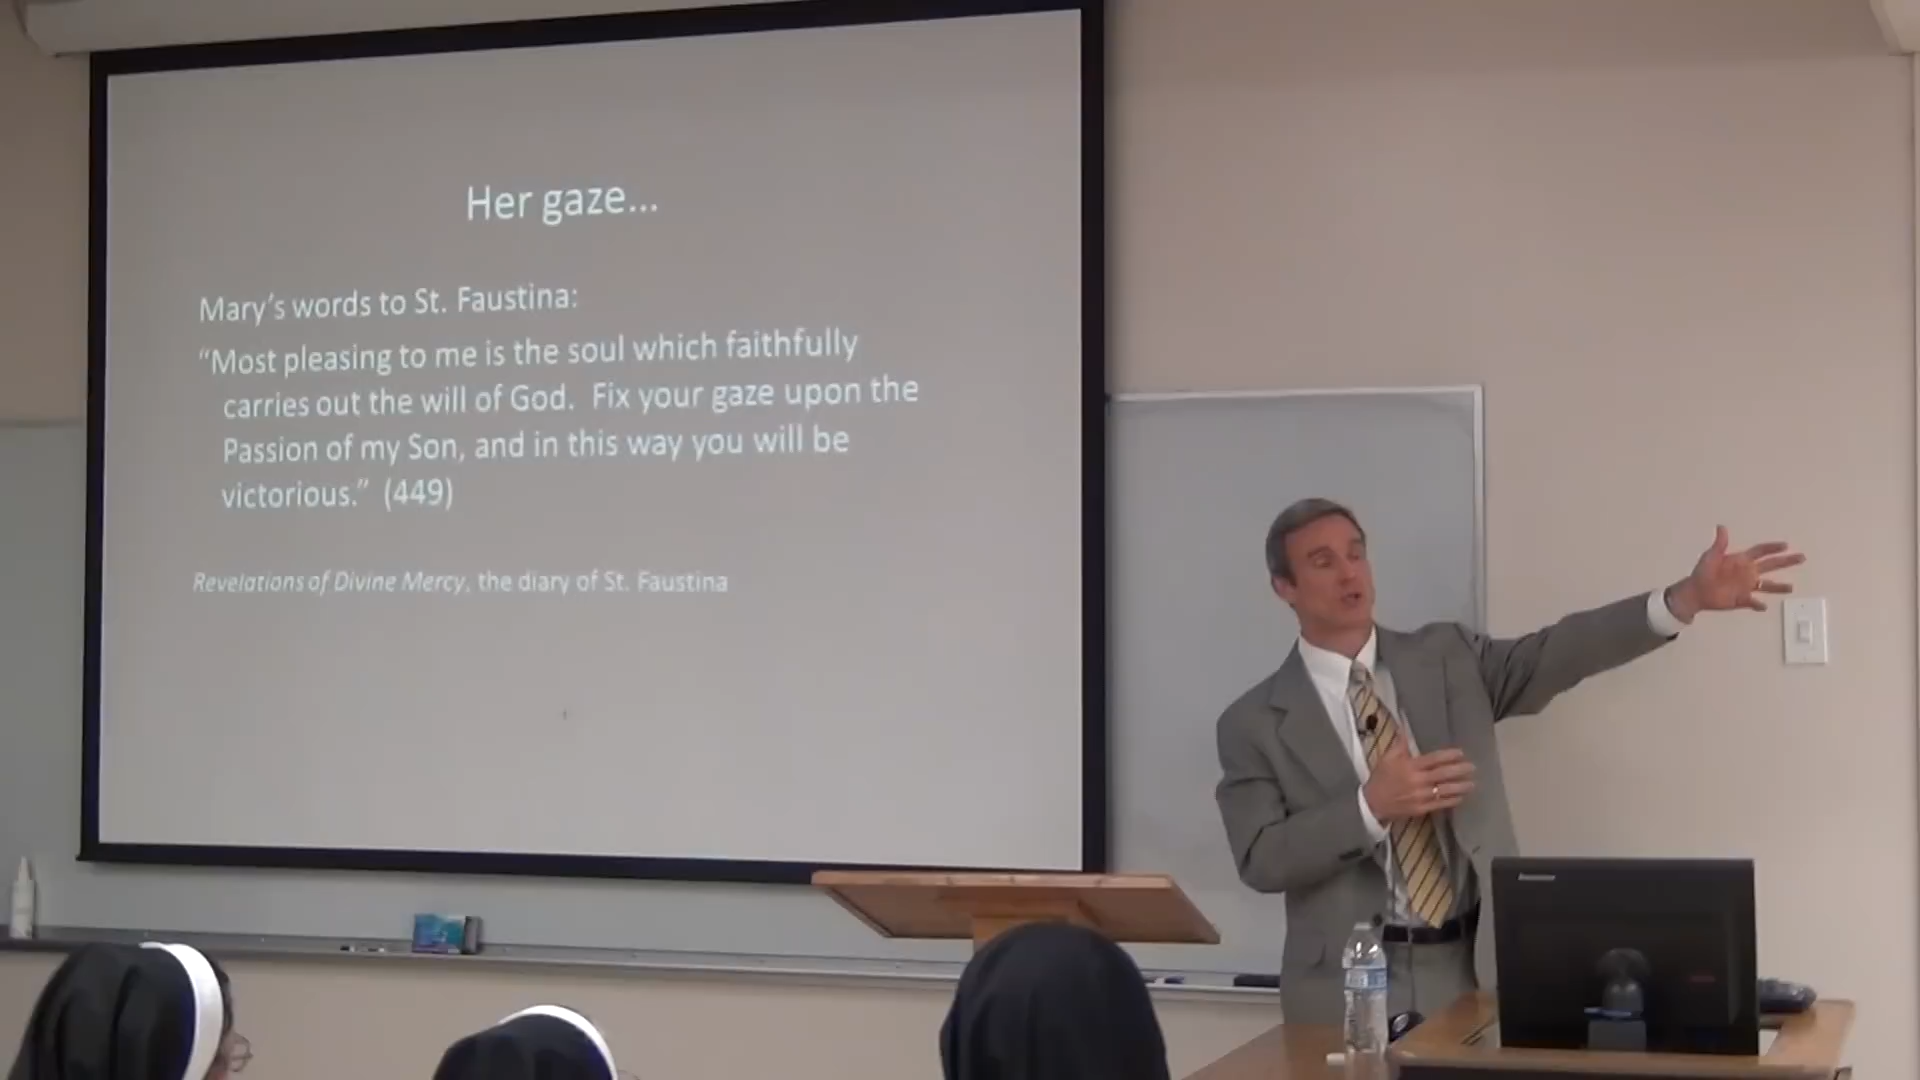 Her gaze...
Mary's words to St. Faustina:
“Most pleasing to me is the soul which faithfully
carries out the will of God.  Fix your gaze upon the
Passion of my Son, and in this way you will be
victorious.”  (449)
Revelations of Divine Mercy, the diary of St. Faustina